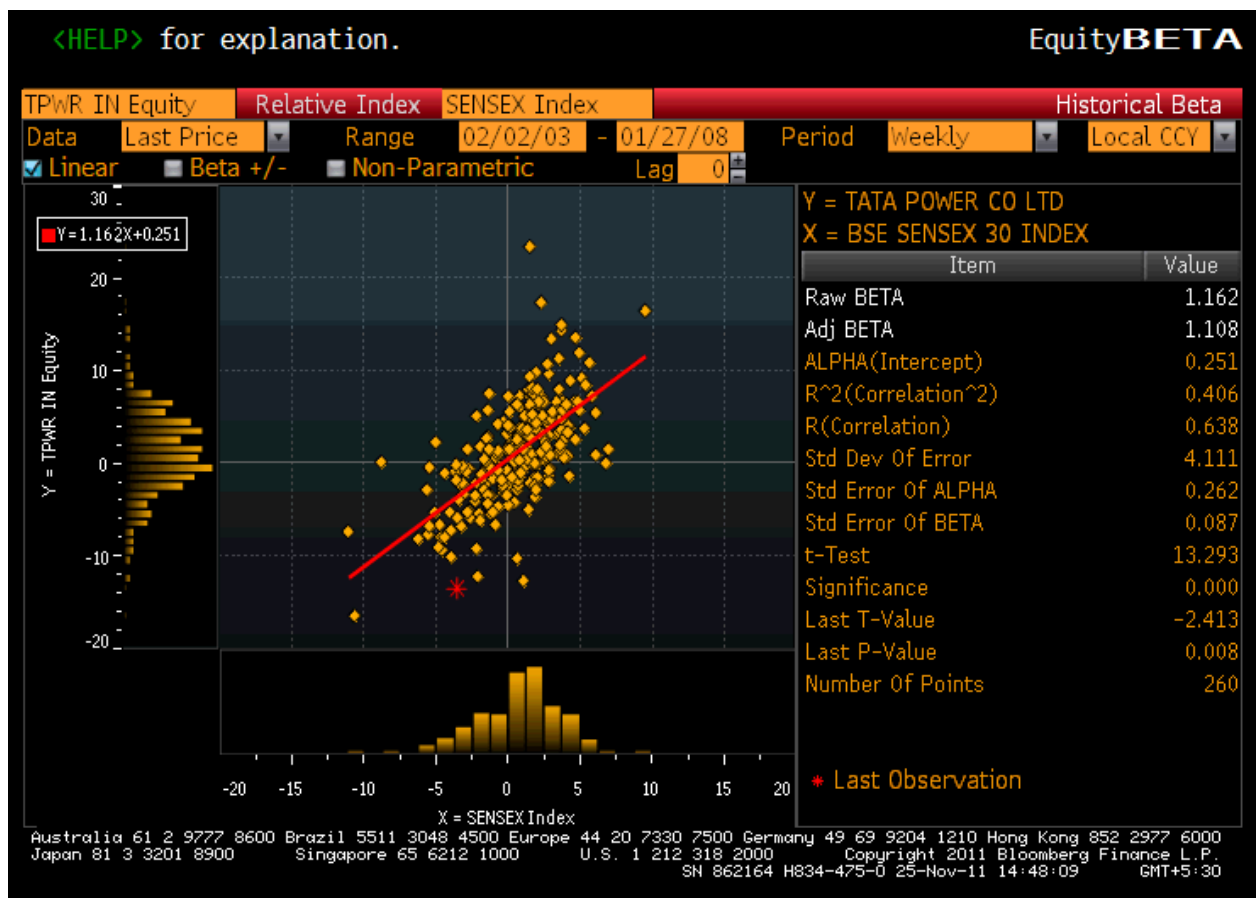 <HELP> for explanation.
EquityBETA
TPWR IN Equity Relative Index SENSEX Index Historical Beta
Data Last Price Range 02/02/03 - 01/27/08 Period Weekly Local CCY
Linear Beta +/- Non-Parametric Lag 0
Y = TATA POWER CO LTD
X = BSE SENSEX 30 INDEX
Item Value
Raw BETA 1.162
Adj BETA 1.108
ALPHA(Intercept) 0.251
R^2(Correlation^2) 0.406
R(Correlation) 0.638
Std Dev Of Error 4.111
Std Error Of ALPHA 0.262
Std Error Of BETA 0.087
t-Test 13.293
Significance 0.000
Last T-Value -2.413
Last P-Value 0.008
Number Of Points 260
* Last Observation
30
Y=1.162X+0.251
20
10
0
-10
-20
Y = TPWR IN Equity
-20 -15 -10 -5 0 5 10 15 20
X = SENSEX Index
Australia 61 2 9777 8600 Brazil 5511 3048 4500 Europe 44 20 7330 7500 Germany 49 69 9204 1210 Hong Kong 852 2977 6000
Japan 81 3 3201 8900 Singapore 65 6212 1000 U.S. 1 212 318 2000 Copyright 2011 Bloomberg Finance L.P.
SN 862164 H834-475-0 25-Nov-11 14:48:09 GMT+5:30